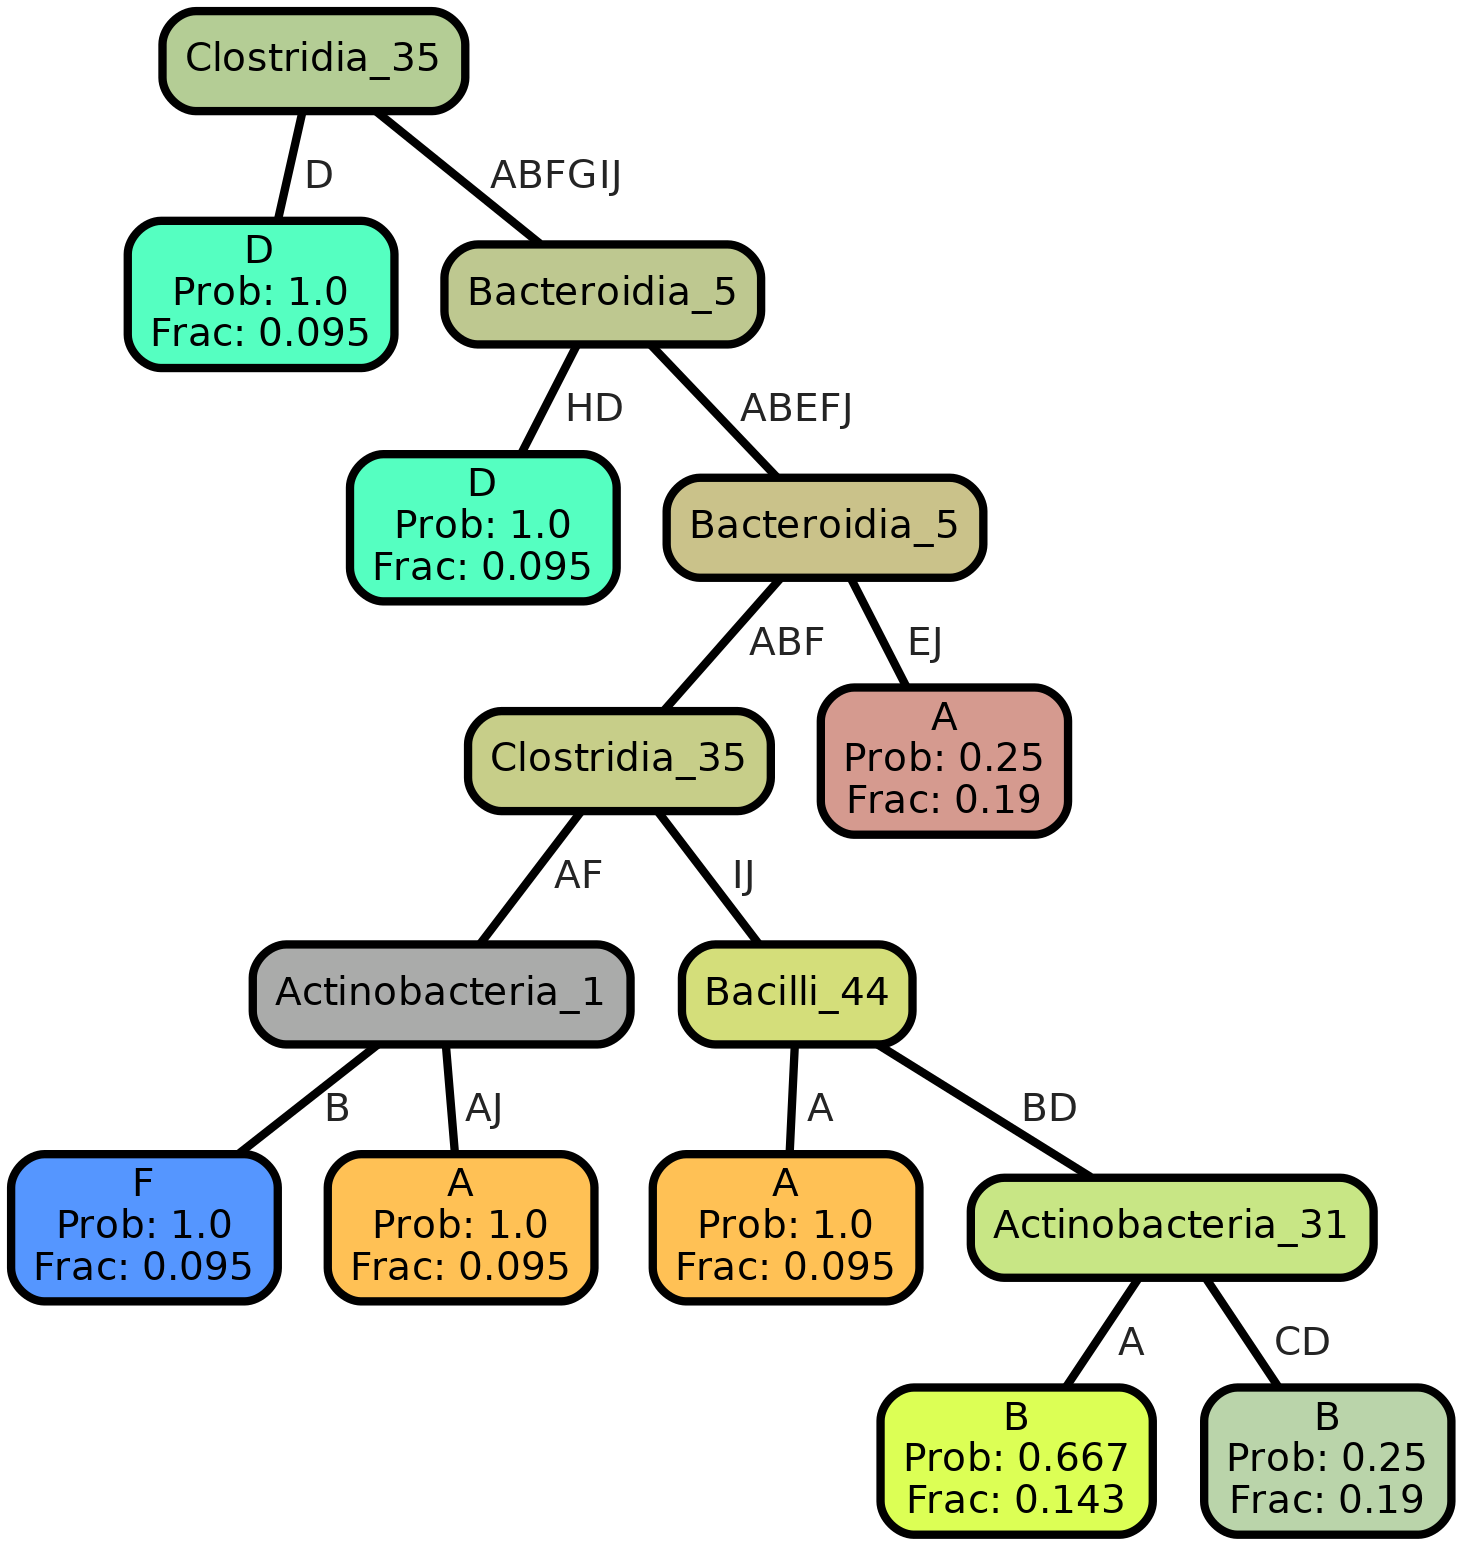 Clostridia_35
D
ABFGIJ
D
Prob: 1.0
Frac: 0.095
Bacteroidia_5
HD
ABEFJ
D
Prob: 1.0
Frac: 0.095
Bacteroidia_5
ABF
EJ
Clostridia_35
A
Prob: 0.25
Frac: 0.19
AF
IJ
Actinobacteria_1
Bacilli_44
B
AJ
A
BD
F
Prob: 1.0
Frac: 0.095
A
Prob: 1.0
Frac: 0.095
A
Prob: 1.0
Frac: 0.095
Actinobacteria_31
A
CD
B
Prob: 0.667
Frac: 0.143
B
Prob: 0.25
Frac: 0.19